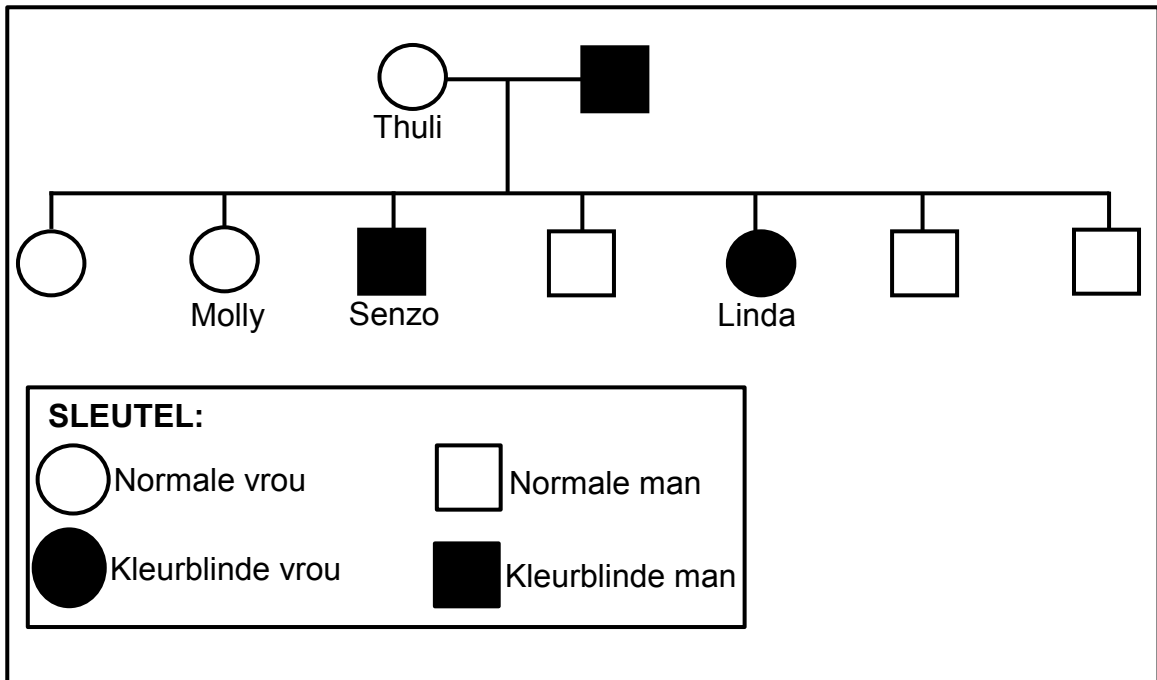 Thuli
Molly Senzo Linda
SLEUTEL:
Normale vrou Normale man
Kleurblinde vrou Kleurblinde man